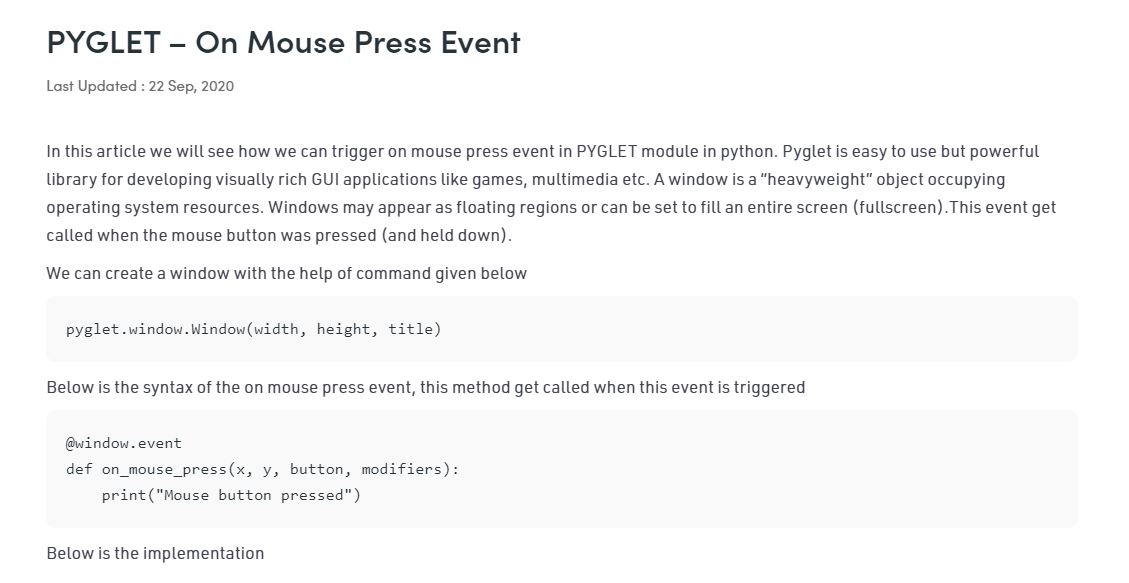 PYGLET – On Mouse Press Event
Last Updated : 22 Sep, 2020
In this article we will see how we can trigger on mouse press event in PYGLET module in python. Pyglet is easy to use but powerful
library for developing visually rich GUI applications like games, multimedia etc. A window is a “heavyweight” object occupying
operating system resources. Windows may appear as floating regions or can be set to fill an entire screen (fullscreen).This event get
called when the mouse button was pressed (and held down).
We can create a window with the help of command given below
pyglet.window.Window(width, height, title)
Below is the syntax of the on mouse press event, this method get called when this event is triggered
@window.event
def on_mouse_press(x, y, button, modifiers):
    print("Mouse button pressed")
Below is the implementation